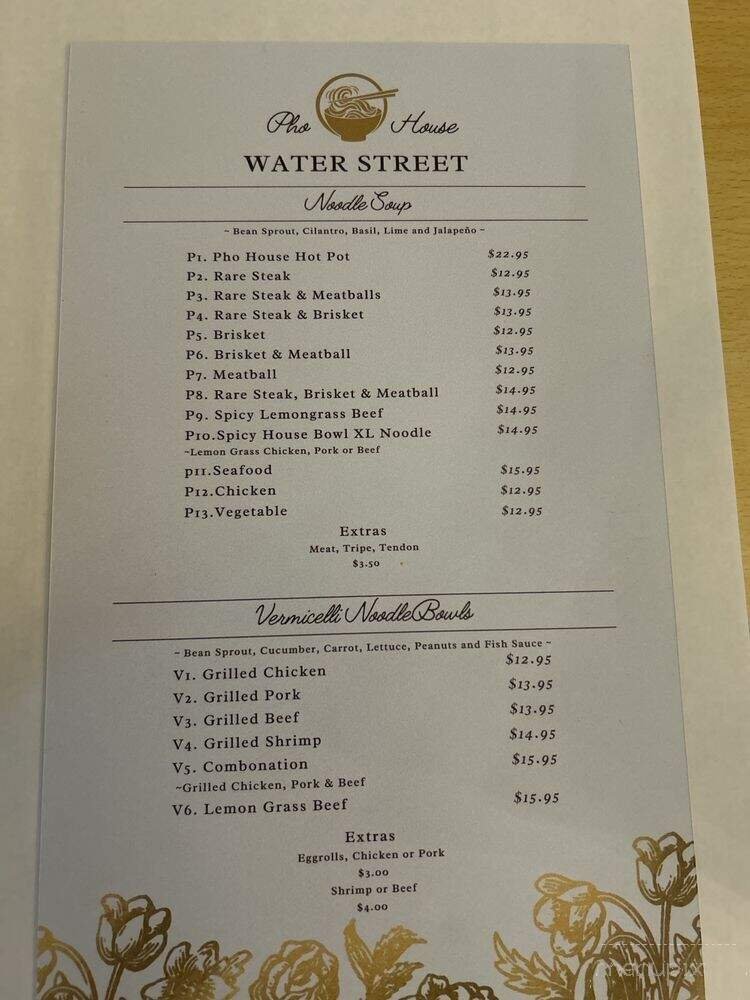 Pho House
WATER STREET
Noodle Soup
~ Bean Sprout, Cilantro, Basil, Lime and Jalapeño ~
P1. Pho House Hot Pot $22.95
P2. Rare Steak $12.95
P3. Rare Steak & Meatballs $13.95
P4. Rare Steak & Brisket $13.95
P5. Brisket $12.95
P6. Brisket & Meatball $13.95
P7. Meatball $12.95
P8. Rare Steak, Brisket & Meatball $14.95
P9. Spicy Lemongrass Beef $14.95
P10.Spicy House Bowl XL Noodle $14.95
~Lemon Grass Chicken, Pork or Beef
p11.Seafood $15.95
P12.Chicken $12.95
P13.Vegetable $12.95
Extras
Meat, Tripe, Tendon
$3.50
Vermicelli Noodle Bowls
~ Bean Sprout, Cucumber, Carrot, Lettuce, Peanuts and Fish Sauce ~
V1. Grilled Chicken $12.95
V2. Grilled Pork $13.95
V3. Grilled Beef $13.95
V4. Grilled Shrimp $14.95
V5. Combonation $15.95
~Grilled Chicken, Pork & Beef
V6. Lemon Grass Beef $15.95
Extras
Eggrolls, Chicken or Pork
$3.00
Shrimp or Beef
$4.00